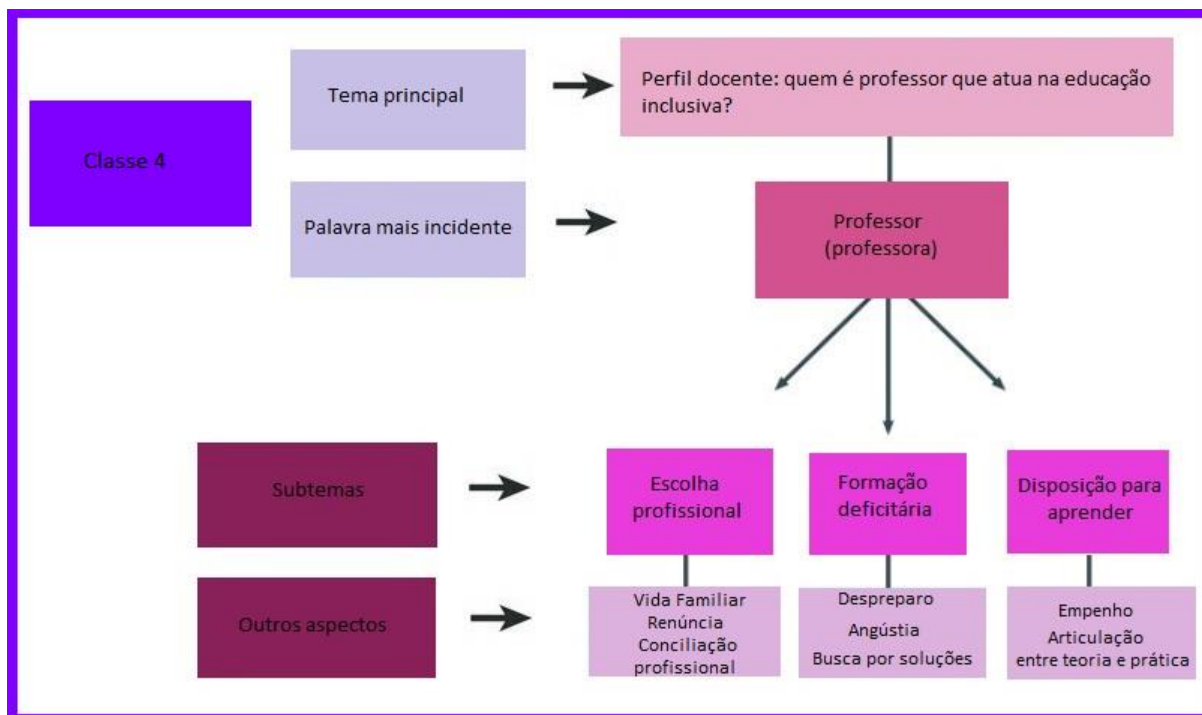 Classe 4
Tema principal
Perfil docente: quem é professor que atua na educação
inclusiva?
Palavra mais incidente
Professor
(professora)
Subtemas
Escolha
profissional
Formação
deficitária
Disposição para
aprender
Outros aspectos
Vida Familiar
Renúncia
Conciliação
profissional
Despreparo
Angústia
Busca por soluções
Empenho
Articulação
entre teoria e prática